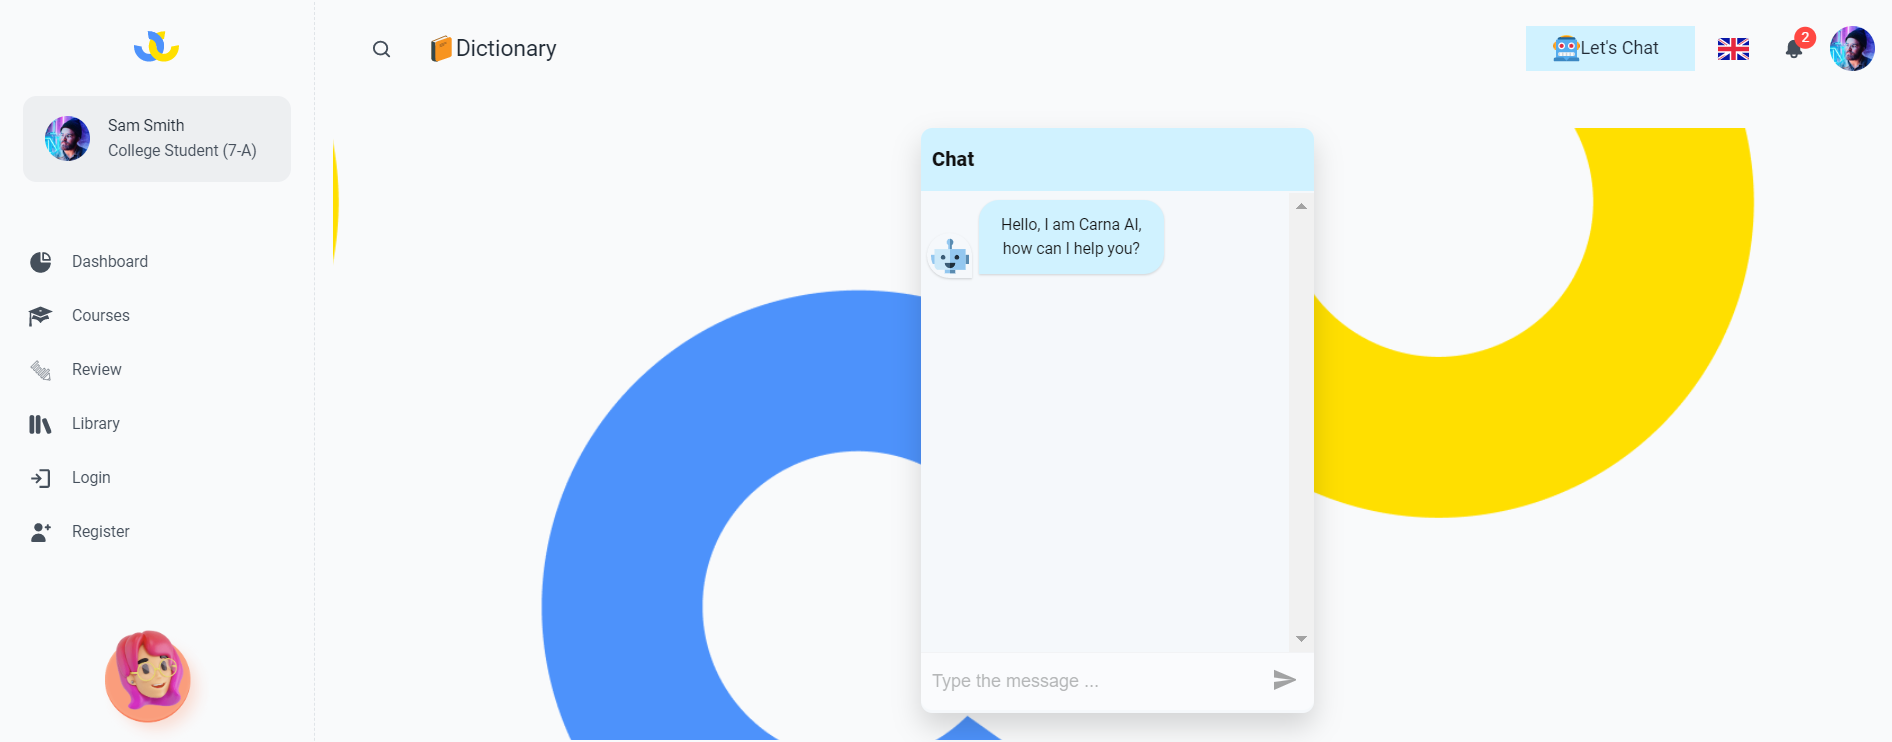 Dictionary
Let's Chat
2
Sam Smith
College Student (7-A)
Dashboard
Courses
Review
Library
Login
Register
Chat
Hello, I am Carna AI,
how can I help you?
Type the message ...